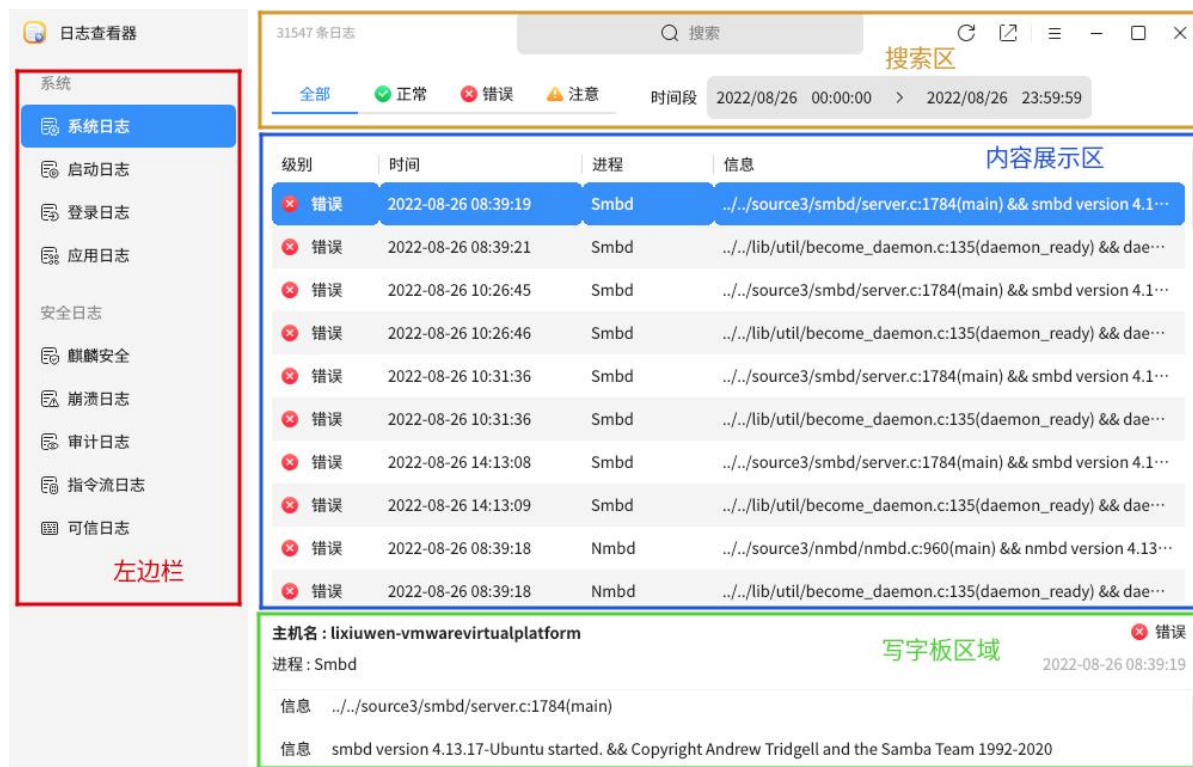 日志查看器
系统
系统日志
启动日志
登录日志
应用日志
安全日志
麒麟安全
崩溃日志
审计日志
指令流日志
可信日志
左边栏
31547 条日志 搜索
搜索区
全部 正常 错误 注意 时间段 2022/08/26 00:00:00 > 2022/08/26 23:59:59
内容展示区
级别 时间 进程 信息
错误 2022-08-26 08:39:19 Smbd ../../source3/smbd/server.c:1784(main) && smbd version 4.1···
错误 2022-08-26 08:39:21 Smbd ../../lib/util/become_daemon.c:135(daemon_ready) && dae···
错误 2022-08-26 10:26:45 Smbd ../../source3/smbd/server.c:1784(main) && smbd version 4.1···
错误 2022-08-26 10:26:46 Smbd ../../lib/util/become_daemon.c:135(daemon_ready) && dae···
错误 2022-08-26 10:31:36 Smbd ../../source3/smbd/server.c:1784(main) && smbd version 4.1···
错误 2022-08-26 10:31:36 Smbd ../../lib/util/become_daemon.c:135(daemon_ready) && dae···
错误 2022-08-26 14:13:08 Smbd ../../source3/smbd/server.c:1784(main) && smbd version 4.1···
错误 2022-08-26 14:13:09 Smbd ../../lib/util/become_daemon.c:135(daemon_ready) && dae···
错误 2022-08-26 08:39:18 Nmbd ../../source3/nmbd/nmbd.c:960(main) && nmbd version 4.13···
错误 2022-08-26 08:39:18 Nmbd ../../lib/util/become_daemon.c:135(daemon_ready) && dae···
主机名 : lixiuwen-vmwarevirtualplatform 错误
写字板区域
进程 : Smbd 2022-08-26 08:39:19
信息 ../../source3/smbd/server.c:1784(main)
信息 smbd version 4.13.17-Ubuntu started. && Copyright Andrew Tridgell and the Samba Team 1992-2020